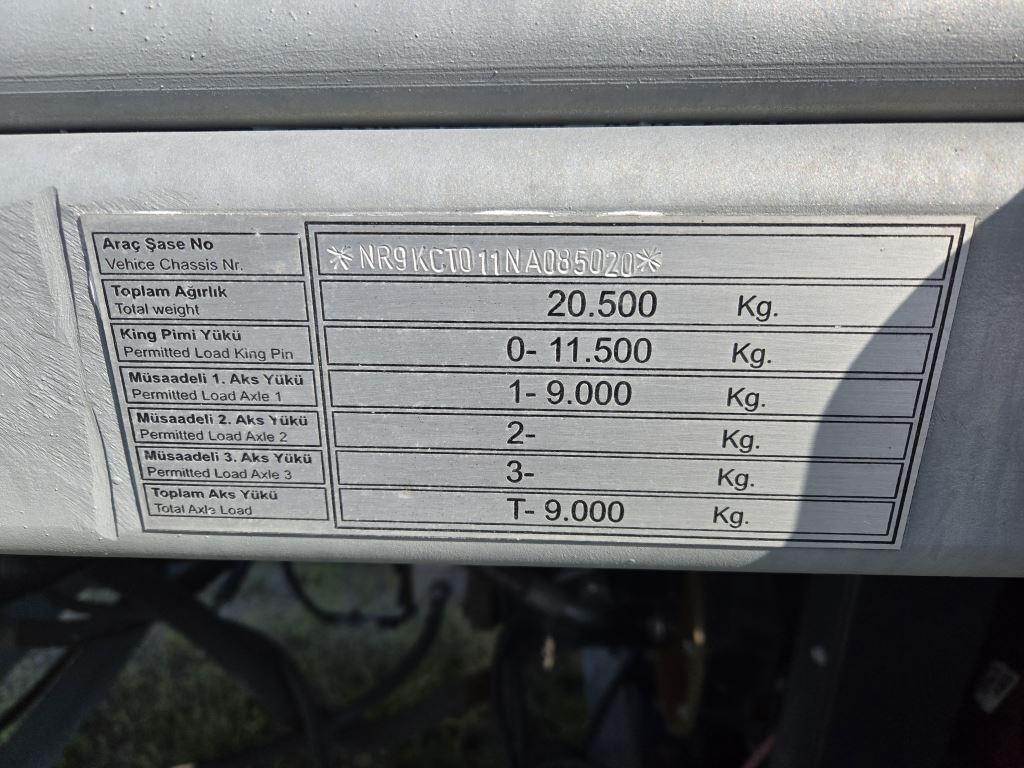 Araç Şase No
Vehice Chassis Nr.
*NR9KCT011NA085020*
Toplam Ağırlık
Total weight
20.500 Kg.
King Pimi Yükü
Permitted Load King Pin
0- 11.500 Kg.
Müsaadeli 1. Aks Yükü
Permitted Load Axle 1
1- 9.000 Kg.
Müsaadeli 2. Aks Yükü
Permitted Load Axle 2
2- Kg.
Müsaadeli 3. Aks Yükü
Permitted Load Axle 3
3- Kg.
Toplam Aks Yükü
Total Axle Load
T- 9.000 Kg.